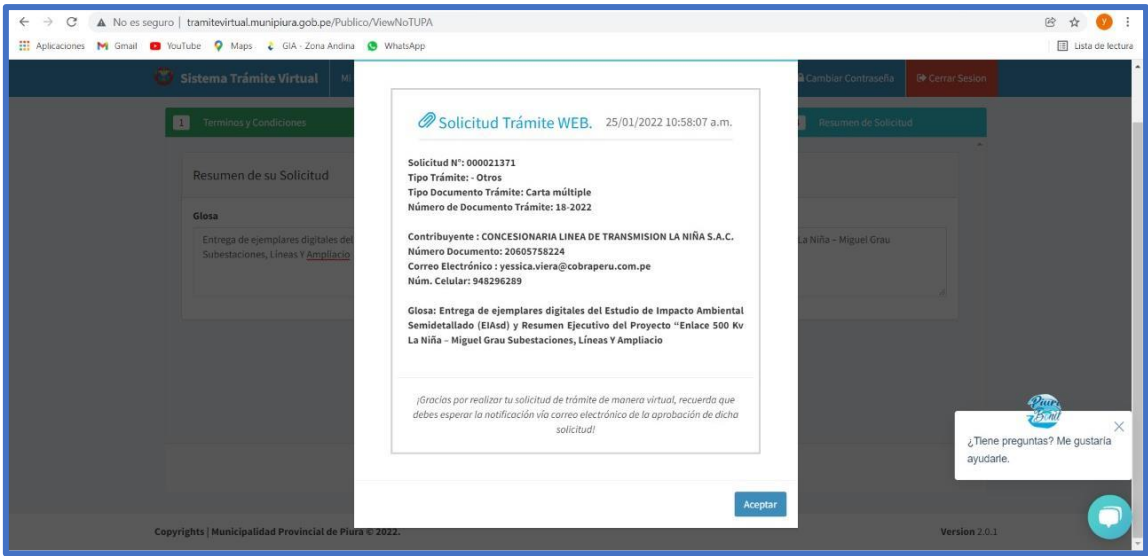 No es seguro | tramitevirtual.munipiura.gob.pe/Publico/ViewNoTUPA
Y
Aplicaciones Gmail YouTube Maps GIA - Zona Andina WhatsApp Lista de lectura
Sistema Trámite Virtual Mi Cambiar Contraseña Cerrar Sesion
1 Terminos y Condiciones Resumen de Solicitud
Resumen de su Solicitud
Glosa
Entrega de ejemplares digitales del La Niña – Miguel Grau
Subestaciones, Líneas Y Ampliacio
Solicitud Trámite WEB. 25/01/2022 10:58:07 a.m.
Solicitud N°: 000021371
Tipo Trámite: - Otros
Tipo Documento Trámite: Carta múltiple
Número de Documento Trámite: 18-2022
Contribuyente : CONCESIONARIA LINEA DE TRANSMISION LA NIÑA S.A.C.
Número Documento: 20605758224
Correo Electrónico : yessica.viera@cobraperu.com.pe
Núm. Celular: 948296289
Glosa: Entrega de ejemplares digitales del Estudio de Impacto Ambiental
Semidetallado (EIAsd) y Resumen Ejecutivo del Proyecto “Enlace 500 Kv
La Niña – Miguel Grau Subestaciones, Líneas Y Ampliacio
¡Gracias por realizar tu solicitud de trámite de manera virtual, recuerda que
debes esperar la notificación vía correo electrónico de la aprobación de dicha
solicitud!
Aceptar
¿Tiene preguntas? Me gustaría
ayudarle.
Copyrights | Municipalidad Provincial de Piura © 2022. Version 2.0.1